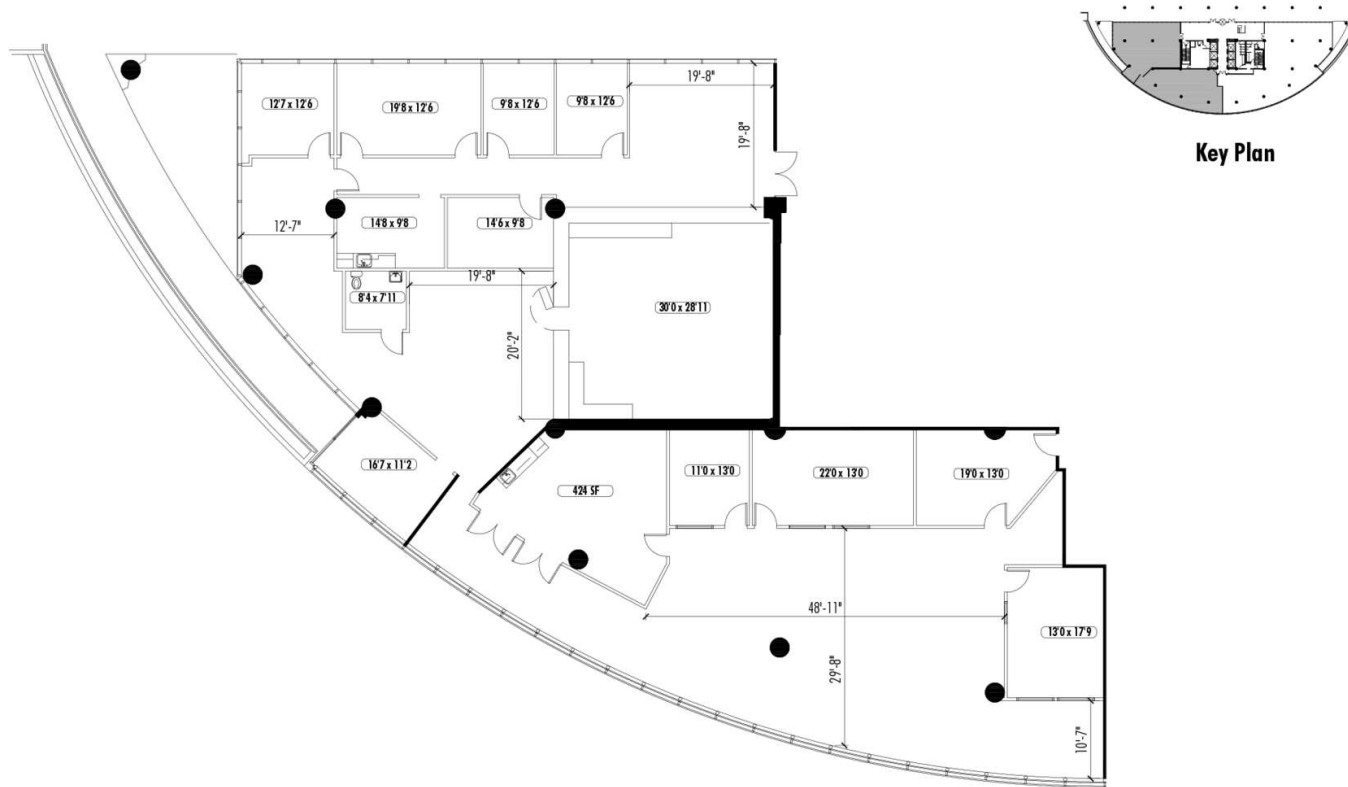 Key Plan
19'-8"
12'7 x 12'6
19'8 x 12'6
9'8 x 12'6
9'8 x 12'6
19'-8"
12'-7"
14'8 x 9'8
14'6 x 9'8
19'-8"
8'4 x 7'11
30'0 x 28'11
20'-2"
16'7 x 11'2
424 SF
11'0 x 13'0
22'0 x 13'0
19'0 x 13'0
48'-11"
13'0 x 17'9
29'-8"
10'-7"